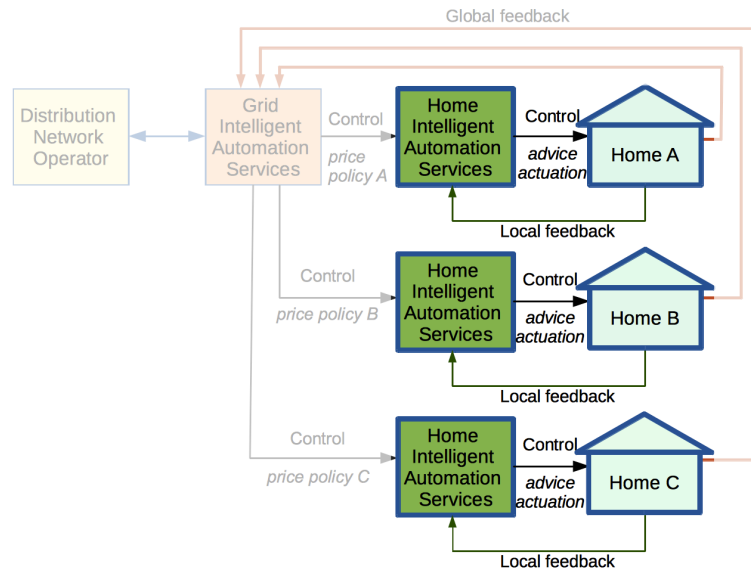 Global feedback
Distribution
Network
Operator
Grid
Intelligent
Automation
Services
Control
price
policy A
Home
Intelligent
Automation
Services
Control
advice
actuation
Home A
Local feedback
Control
price policy B
Home
Intelligent
Automation
Services
Control
advice
actuation
Home B
Local feedback
Control
price policy C
Home
Intelligent
Automation
Services
Control
advice
actuation
Home C
Local feedback